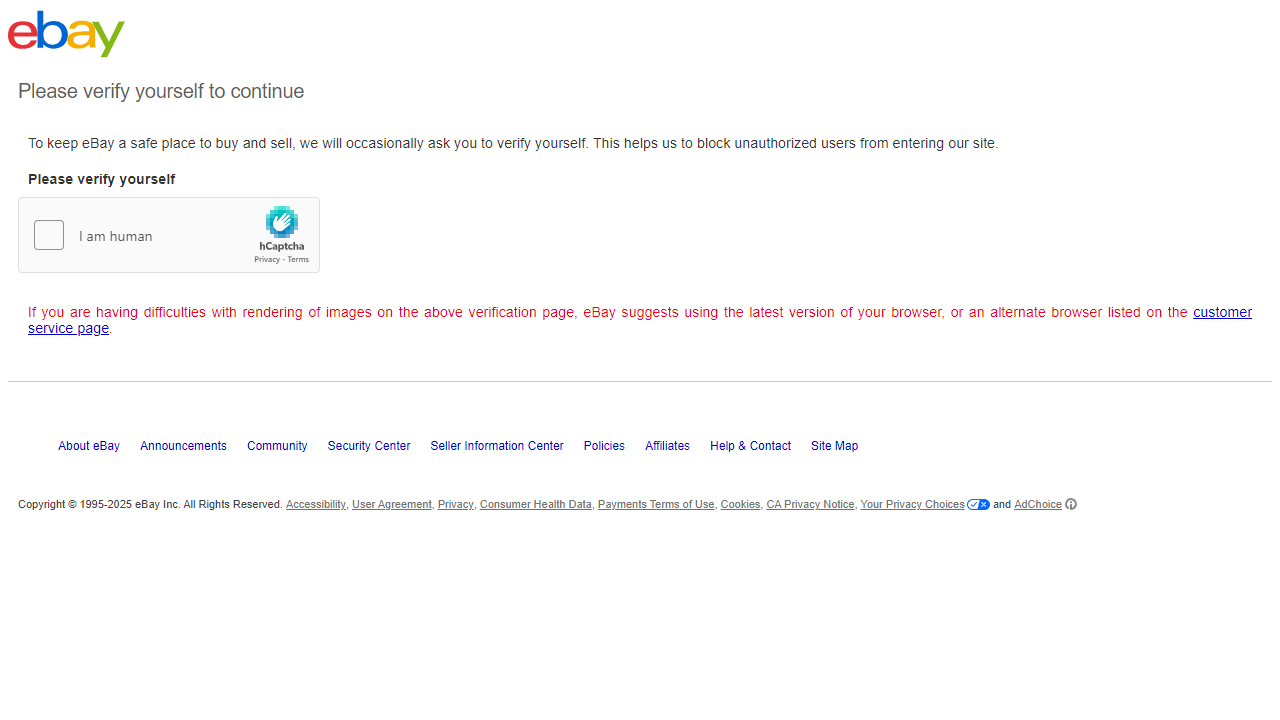 ebay
Please verify yourself to continue
To keep eBay a safe place to buy and sell, we will occasionally ask you to verify yourself. This helps us to block unauthorized users from entering our site.
Please verify yourself
I am human
hCaptcha
Privacy - Terms
If you are having difficulties with rendering of images on the above verification page, eBay suggests using the latest version of your browser, or an alternate browser listed on the customer
service page.
About eBay Announcements Community Security Center Seller Information Center Policies Affiliates Help & Contact Site Map
Copyright © 1995-2025 eBay Inc. All Rights Reserved. Accessibility, User Agreement, Privacy, Consumer Health Data, Payments Terms of Use, Cookies, CA Privacy Notice, Your Privacy Choices and AdChoice